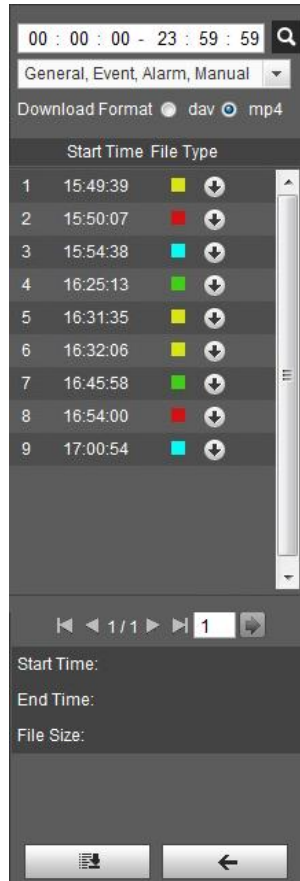 00 : 00 : 00 - 23 : 59 : 59
General, Event, Alarm, Manual
Download Format dav mp4
Start Time File Type
1 15:49:39
2 15:50:07
3 15:54:38
4 16:25:13
5 16:31:35
6 16:32:06
7 16:45:58
8 16:54:00
9 17:00:54
1/1 1
Start Time:
End Time:
File Size: